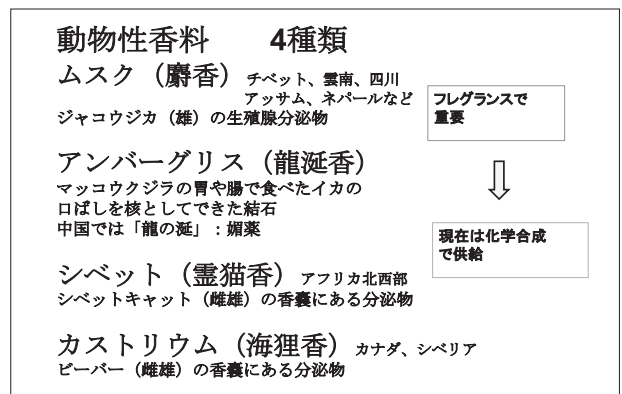 動物性香料　　4種類
ムスク（麝香）チベット、雲南、四川
アッサム、ネパールなど
ジャコウジカ（雄）の生殖腺分泌物
フレグランスで
重要
アンバーグリス（龍涎香）
マッコウクジラの胃や腸で食べたイカの
口ばしを核としてできた結石
中国では「龍の涎」：媚薬
現在は化学合成
で供給
シベット（霊猫香）アフリカ北西部
シベットキャット（雌雄）の香嚢にある分泌物
カストリウム（海狸香）カナダ、シベリア
ビーバー（雌雄）の香嚢にある分泌物